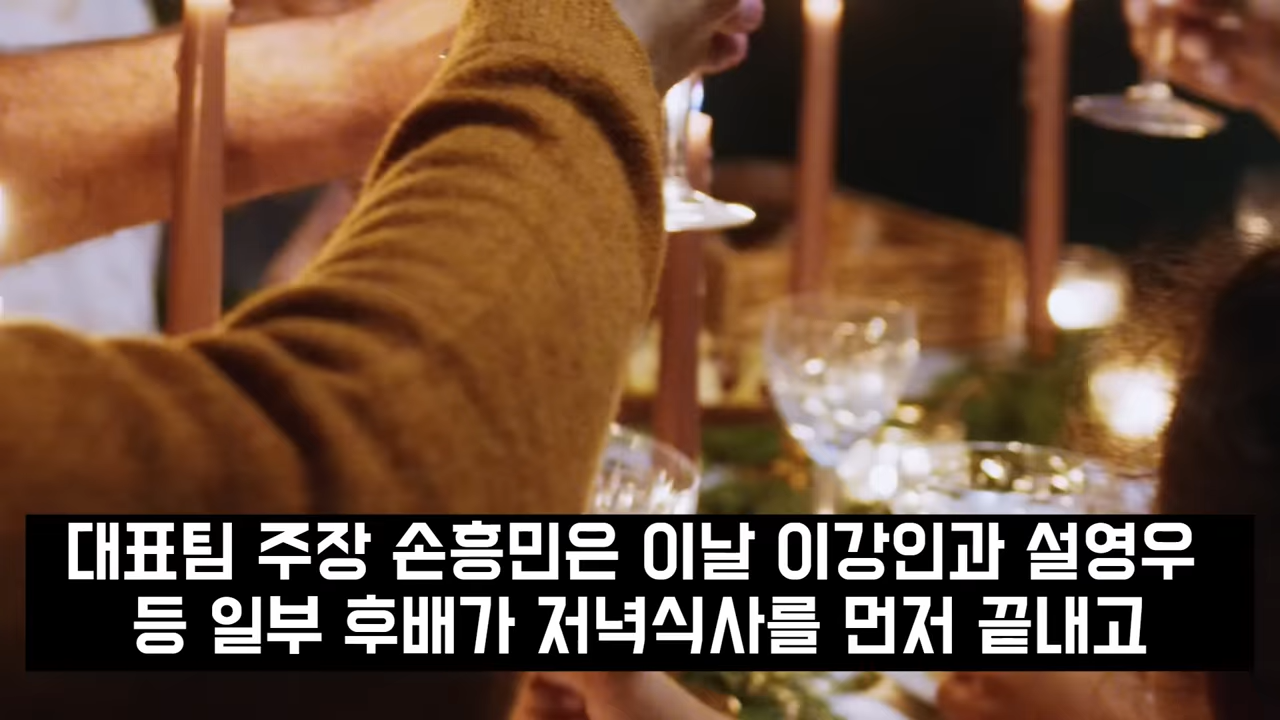 대표팀 주장 손흥민은 이날 이강인과 설영우
등 일부 후배가 저녁식사를 먼저 끝내고